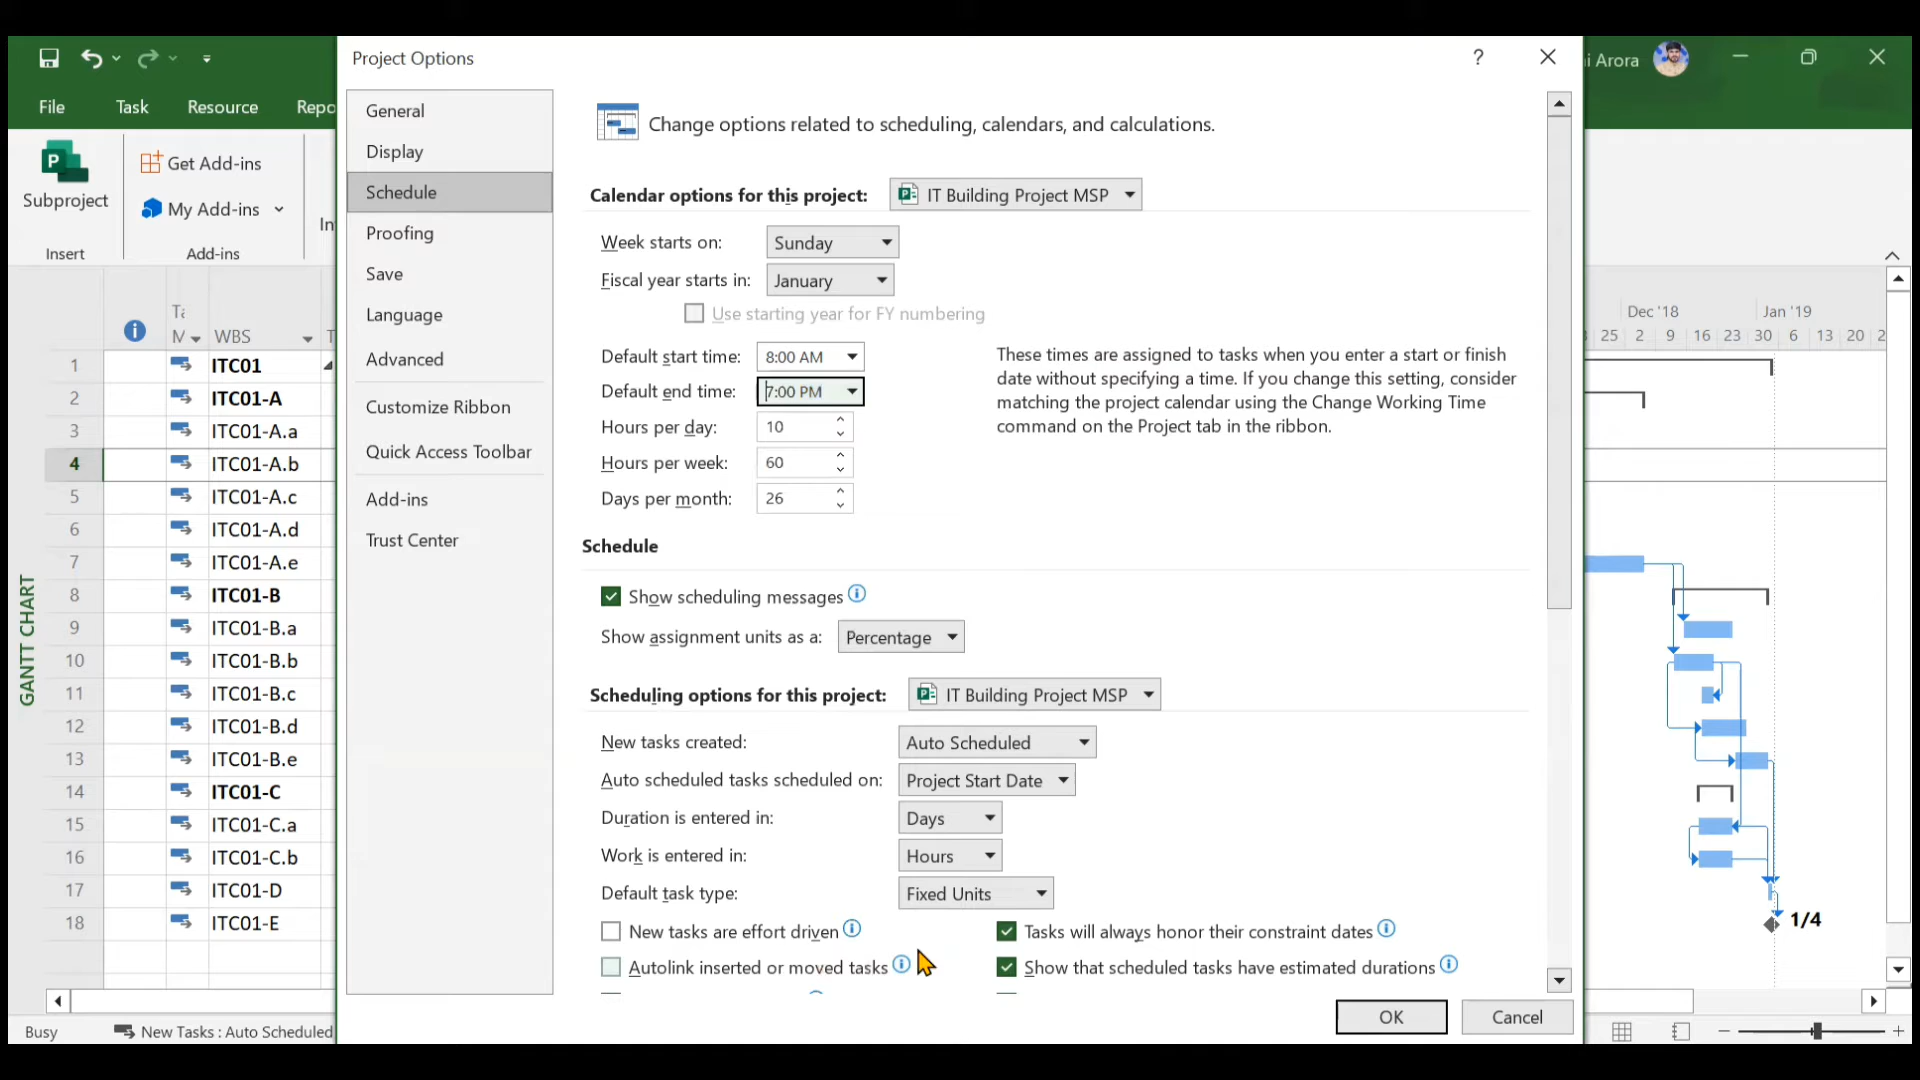 Project Options
?
i Arora
File
Task
Resource
Repo
Subproject
Get Add-ins
My Add-ins
In
Insert
Add-ins
General
Display
Schedule
Proofing
Save
Language
Advanced
Customize Ribbon
Quick Access Toolbar
Add-ins
Trust Center
Change options related to scheduling, calendars, and calculations.
Calendar options for this project: IT Building Project MSP
Week starts on: Sunday
Fiscal year starts in: January
Use starting year for FY numbering
Default start time: 8:00 AM
Default end time: 7:00 PM
Hours per day: 10
Hours per week: 60
Days per month: 26
These times are assigned to tasks when you enter a start or finish
date without specifying a time. If you change this setting, consider
matching the project calendar using the Change Working Time
command on the Project tab in the ribbon.
Schedule
Show scheduling messages
Show assignment units as a: Percentage
Scheduling options for this project: IT Building Project MSP
New tasks created: Auto Scheduled
Auto scheduled tasks scheduled on: Project Start Date
Duration is entered in: Days
Work is entered in: Hours
Default task type: Fixed Units
New tasks are effort driven
Tasks will always honor their constraint dates
Autolink inserted or moved tasks
Show that scheduled tasks have estimated durations
OK
Cancel
GANTT CHART
Ta
M WBS T
1 ITC01
2 ITC01-A
3 ITC01-A.a
4 ITC01-A.b
5 ITC01-A.c
6 ITC01-A.d
7 ITC01-A.e
8 ITC01-B
9 ITC01-B.a
10 ITC01-B.b
11 ITC01-B.c
12 ITC01-B.d
13 ITC01-B.e
14 ITC01-C
15 ITC01-C.a
16 ITC01-C.b
17 ITC01-D
18 ITC01-E
Dec '18 Jan '19
25 2 9 16 23 30 6 13 20 2
1/4
Busy
New Tasks : Auto Scheduled